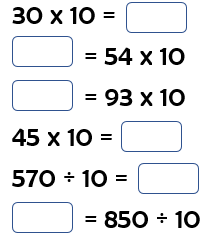 30 x 10 =
= 54 x 10
= 93 x 10
45 x 10 =
570 ÷ 10 =
= 850 ÷ 10